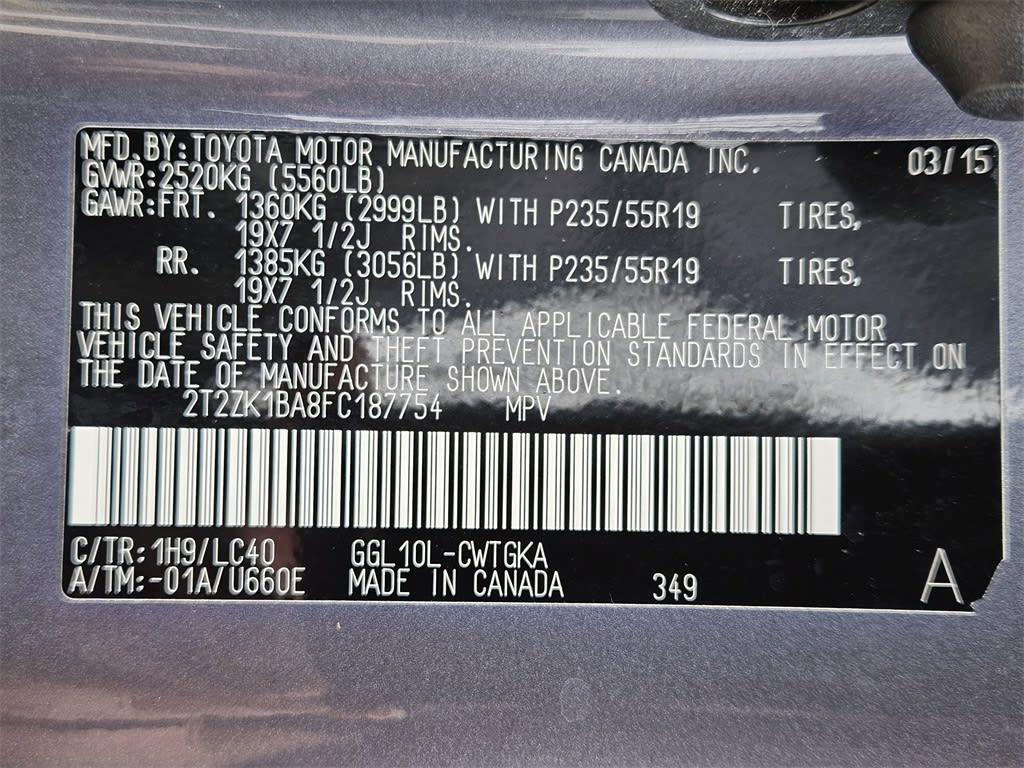 MFD.BY:TOYOTA MOTOR MANUFACTURING CANADA INC. 03/15
GVWR:2520KG (5560LB)
GAWR:FRT. 1360KG (2999LB) WITH P235/55R19 TIRES,
19X7 1/2J RIMS.
RR. 1385KG (3056LB) WITH P235/55R19 TIRES,
19X7 1/2J RIMS.
THIS VEHICLE CONFORMS TO ALL APPLICABLE FEDERAL MOTOR
VEHICLE SAFETY AND THEFT PREVENTION STANDARDS IN EFFECT ON
THE DATE OF MANUFACTURE SHOWN ABOVE.
2T2ZK1BA8FC187754 MPV
C/TR:1H9/LC40 GGL10L-CWTGKA
A/TM:-01A/U660E MADE IN CANADA 349 A